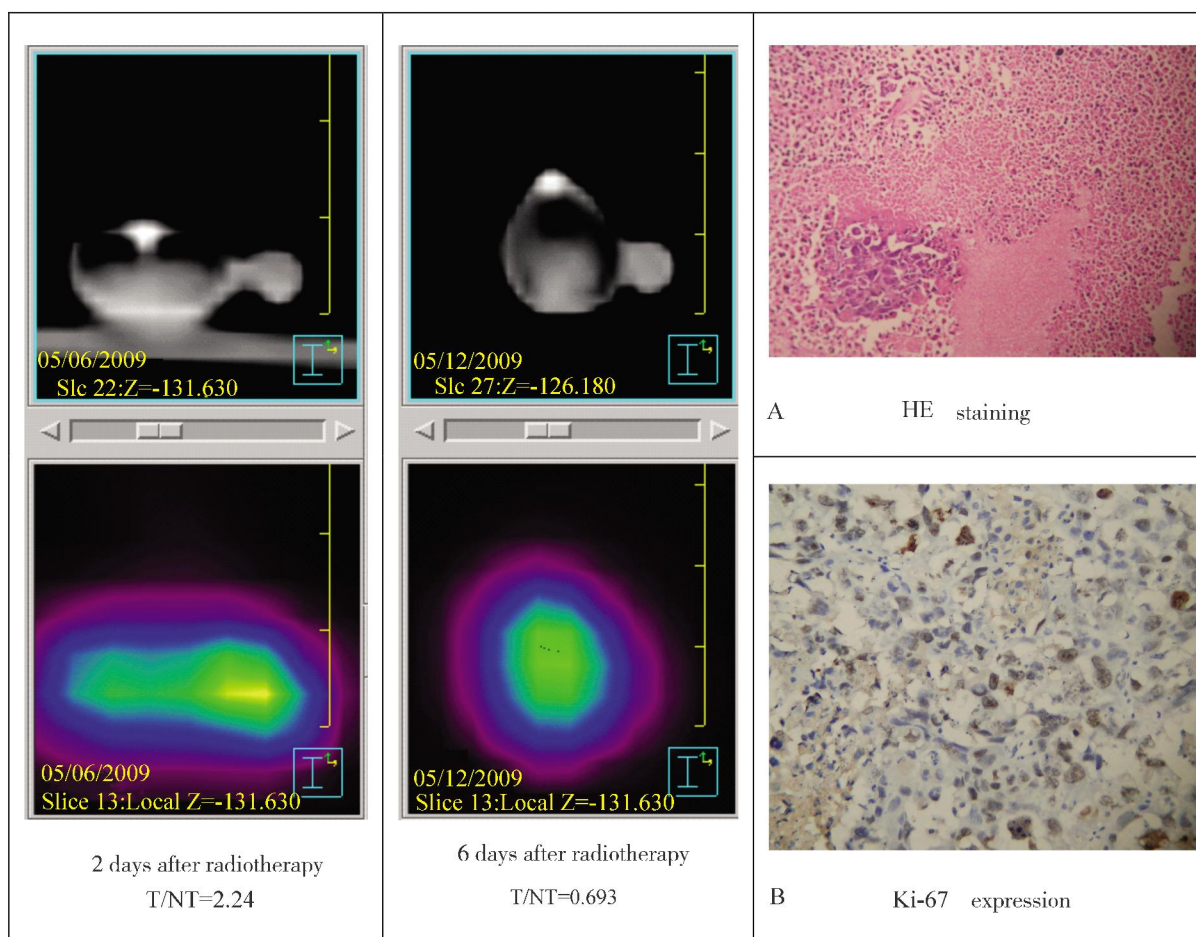 05/06/2009
Slc 22:Z=-131.630
05/06/2009
Slice 13:Local Z=-131.630
2 days after radiotherapy
T/NT=2.24
05/12/2009
Slc 27:Z=-126.180
05/12/2009
Slice 13:Local Z=-131.630
6 days after radiotherapy
T/NT=0.693
A HE staining
B Ki-67 expression